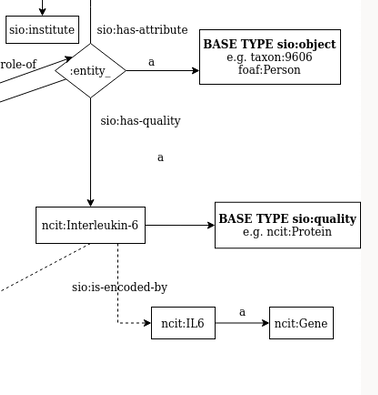 sio:institute
sio:has-attribute
role-of
:entity_
a
BASE TYPE sio:object
e.g. taxon:9606
foaf:Person
sio:has-quality
a
ncit:Interleukin-6
BASE TYPE sio:quality
e.g. ncit:Protein
sio:is-encoded-by
ncit:IL6
a
ncit:Gene